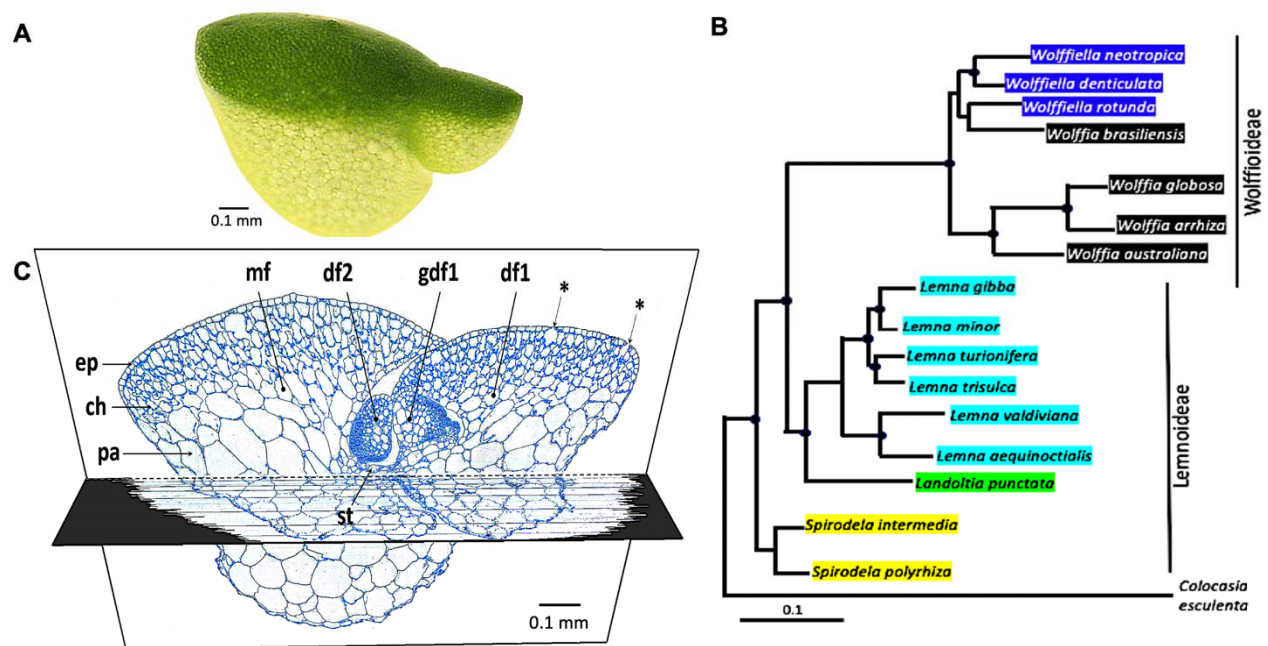 A
0.1 mm
B
Wolffiella neotropica
Wolffiella denticulata
Wolffiella rotunda
Wolffia brasiliensis
Wolffia globosa
Wolffia arrhiza
Wolffia australiana
Wolffioideae
Lemna gibba
Lemna minor
Lemna turionifera
Lemna trisulca
Lemna valdiviana
Lemna aequinoctialis
Landoltia punctata
Spirodela intermedia
Spirodela polyrhiza
Lemnoideae
Colocasia
esculenta
0.1
C
mf
df2
gdf1
df1
*
*
ep
ch
pa
st
0.1 mm